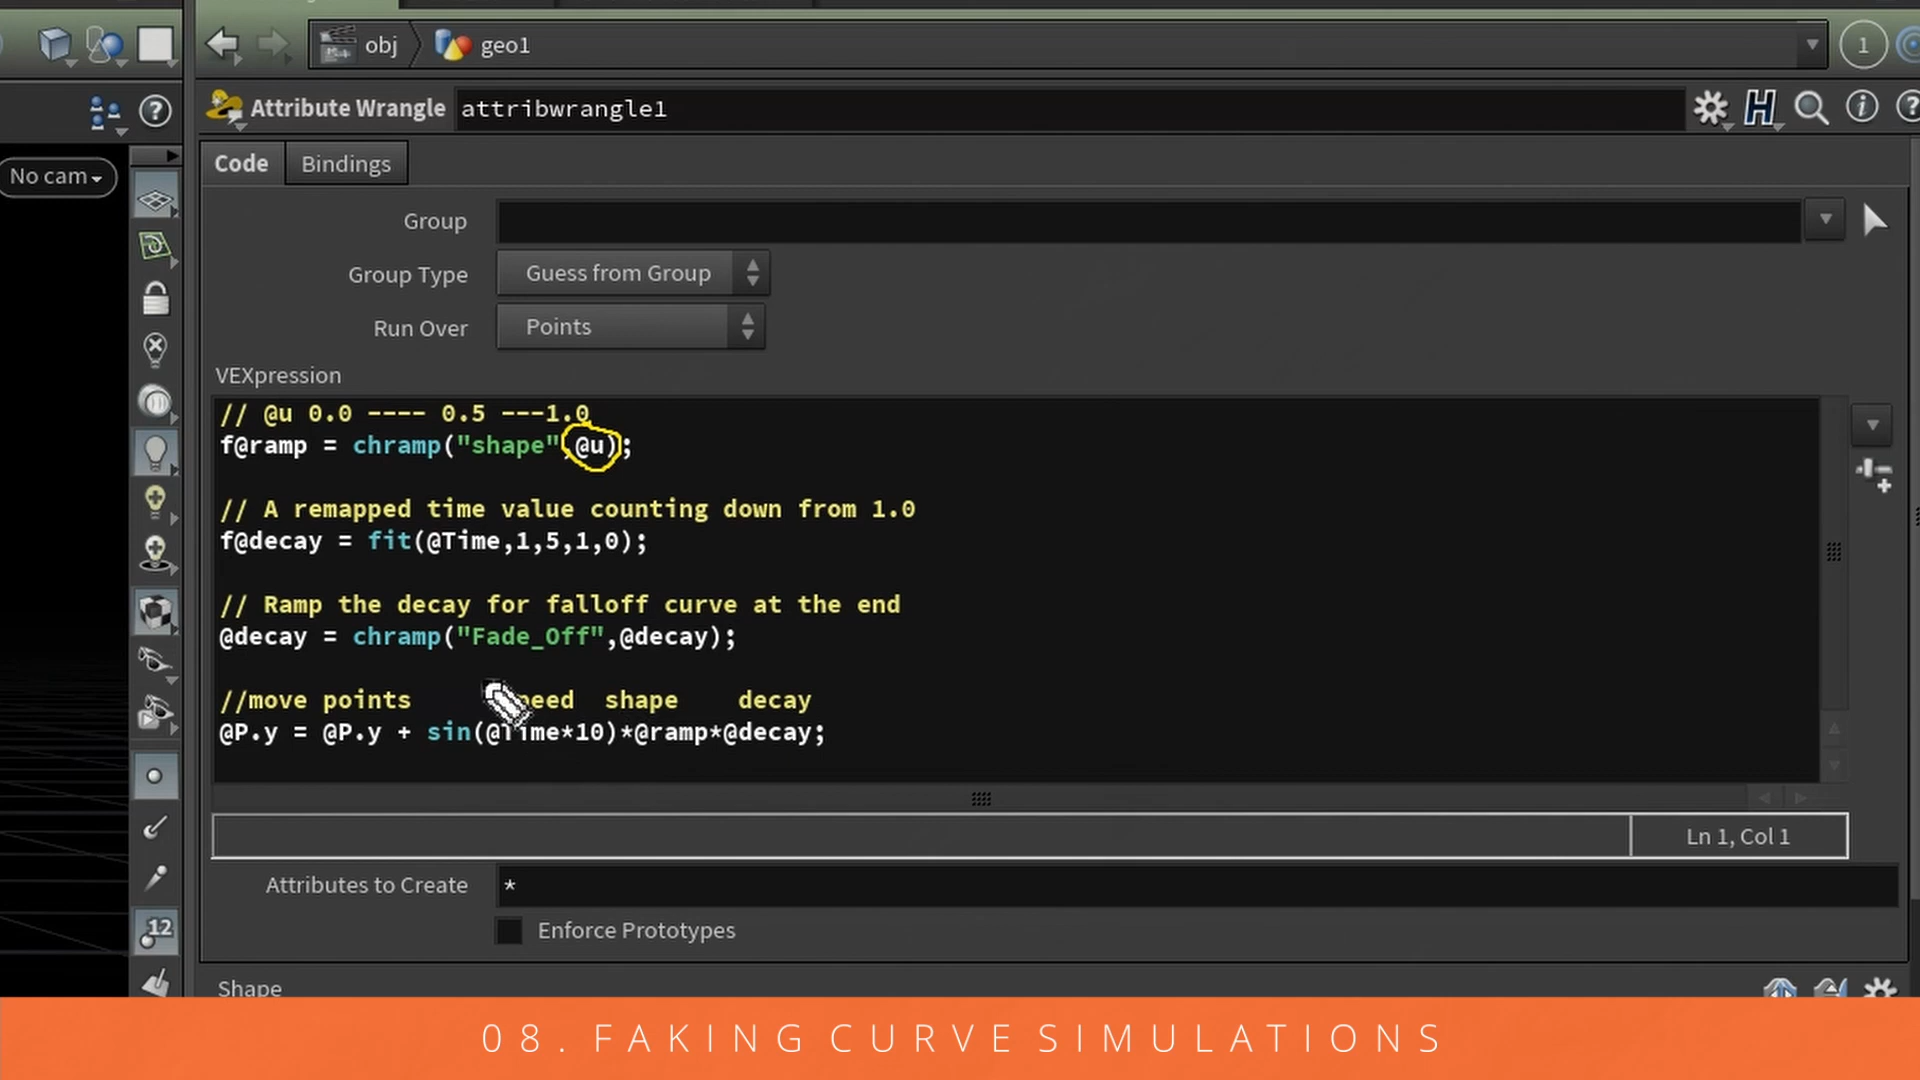 obj geo1 1
Attribute Wrangle attribwrangle1
Code Bindings
No cam
Group
Group Type Guess from Group
Run Over Points
VEXpression
// @u 0.0 ---- 0.5 ---1.0
f@ramp = chramp("shape",@u);
// A remapped time value counting down from 1.0
f@decay = fit(@Time,1,5,1,0);
// Ramp the decay for falloff curve at the end
@decay = chramp("Fade_Off",@decay);
//move points shape decay
@P.y = @P.y + sin(@Time*10)*@ramp*@decay;
Ln 1, Col 1
Attributes to Create *
Enforce Prototypes
12
Shape
08. FAKING CURVE SIMULATIONS